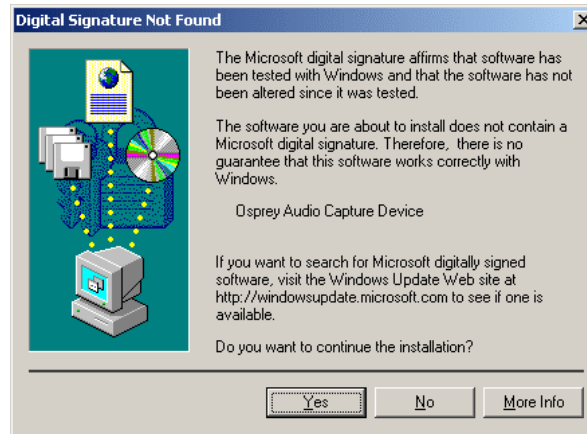 Digital Signature Not Found
The Microsoft digital signature affirms that software has
been tested with Windows and that the software has not
been altered since it was tested.
The software you are about to install does not contain a
Microsoft digital signature. Therefore, there is no
guarantee that this software works correctly with
Windows.
Osprey Audio Capture Device
If you want to search for Microsoft digitally signed
software, visit the Windows Update Web site at
http://windowsupdate.microsoft.com to see if one is
available.
Do you want to continue the installation?
Yes
No
More Info